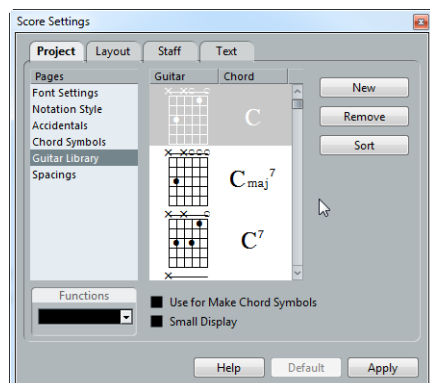 Score Settings
Project Layout Staff Text
Pages
Font Settings
Notation Style
Accidentals
Chord Symbols
Guitar Library
Spacings
Guitar Chord
C
Cmaj7
C7
New
Remove
Sort
Functions
Use for Make Chord Symbols
Small Display
Help Default Apply